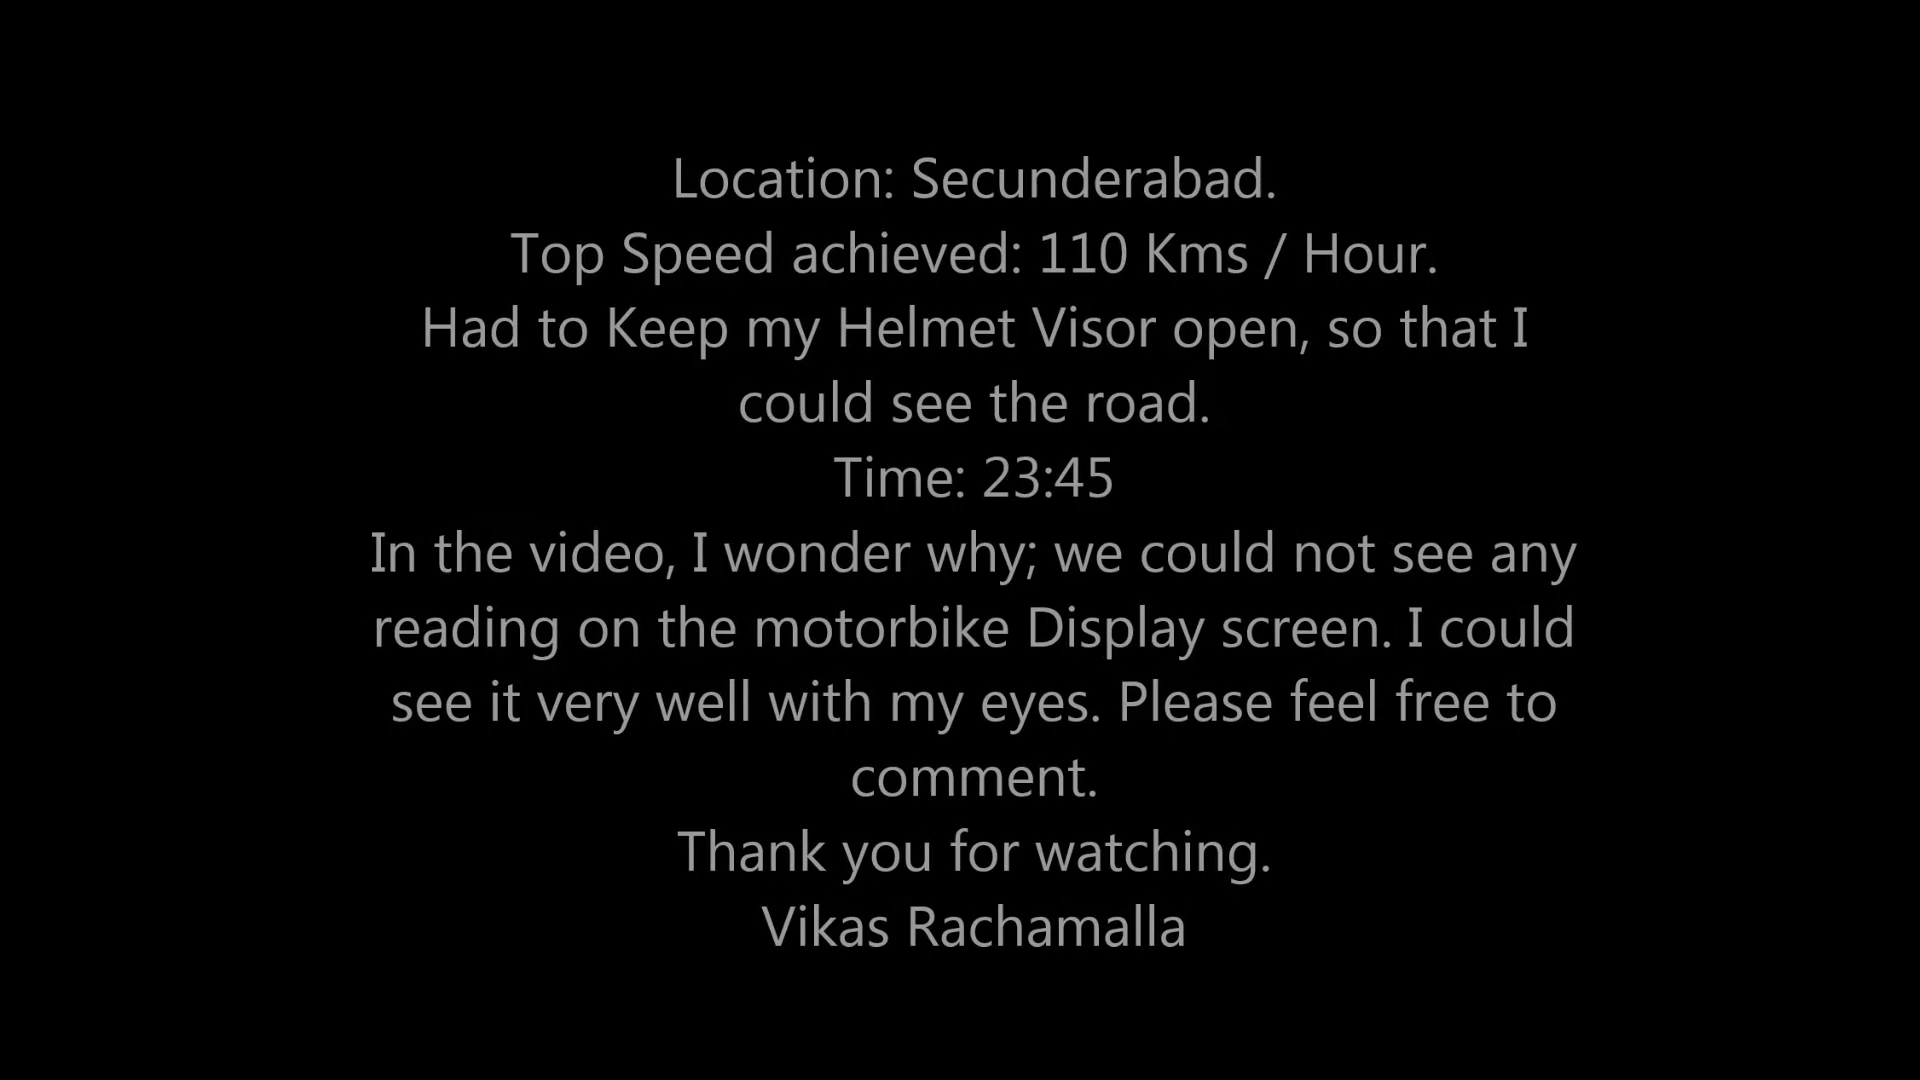 Location: Secunderabad.
Top Speed achieved: 110 Kms / Hour.
Had to Keep my Helmet Visor open, so that I
could see the road.
Time: 23:45
In the video, I wonder why; we could not see any
reading on the motorbike Display screen. I could
see it very well with my eyes. Please feel free to
comment.
Thank you for watching.
Vikas Rachamalla